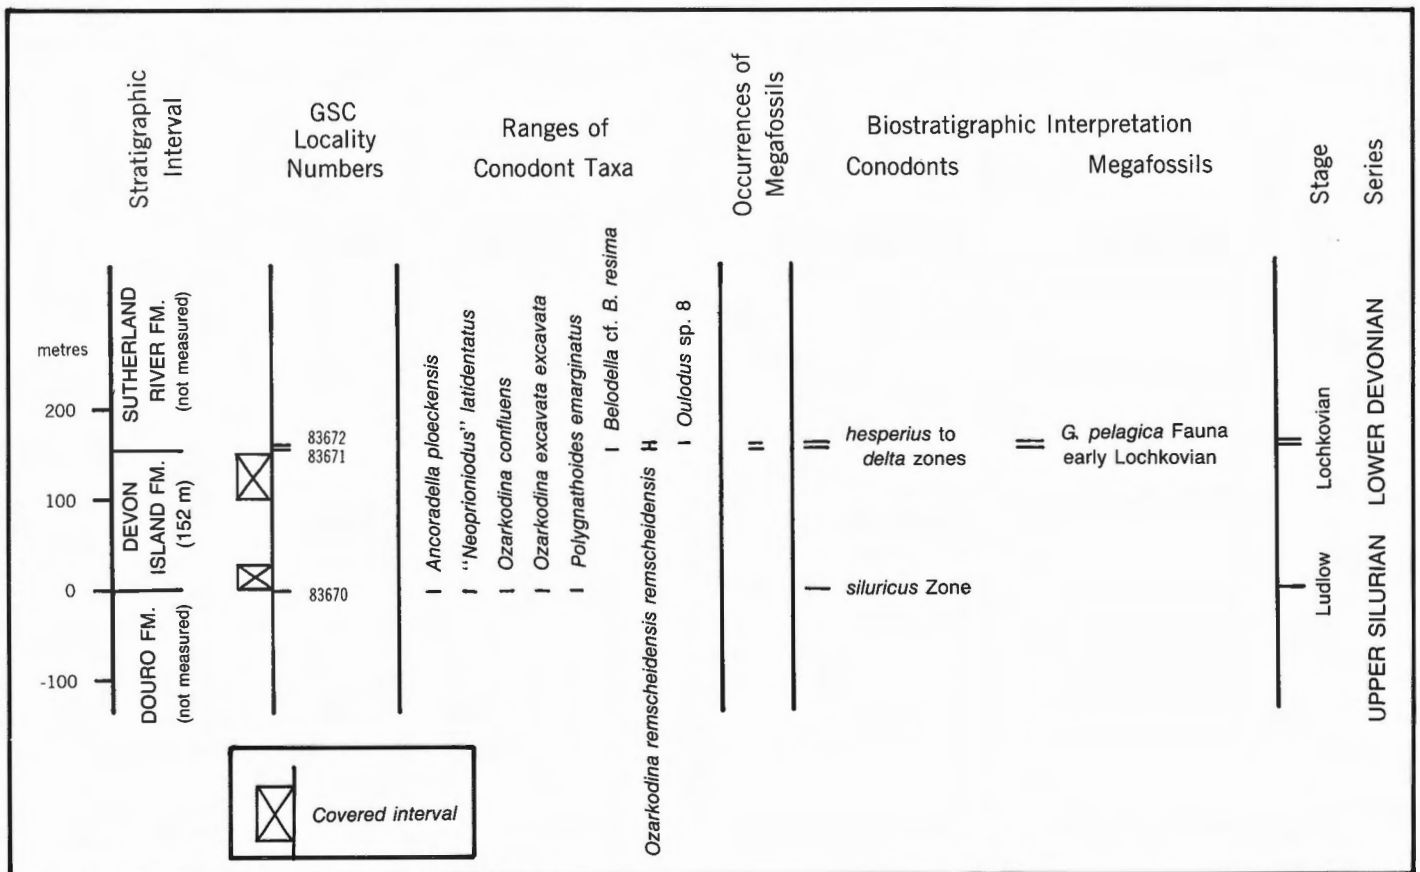 Stratigraphic
Interval
GSC
Locality
Numbers
Ranges of
Conodont Taxa
Occurrences of
Megafossils
Biostratigraphic Interpretation
Conodonts
Megafossils
Stage
Series
metres
200
100
0
-100
SUTHERLAND
RIVER FM.
(not measured)
DEVON
ISLAND FM.
(152 m)
DOURO FM.
(not measured)
83672
83671
83670
Ancoradella ploeckensis
"Neoprioniodus" latidentatus
Ozarkodina confluens
Ozarkodina excavata excavata
Polygnathoides emarginatus
Belodella cf. B. resima
Ozarkodina remscheidensis remscheidensis
Oulodus sp. 8
hesperius to
delta zones
siluricus Zone
G. pelagica Fauna
early Lochkovian
Lochkovian
Ludlow
LOWER DEVONIAN
UPPER SILURIAN
Covered interval